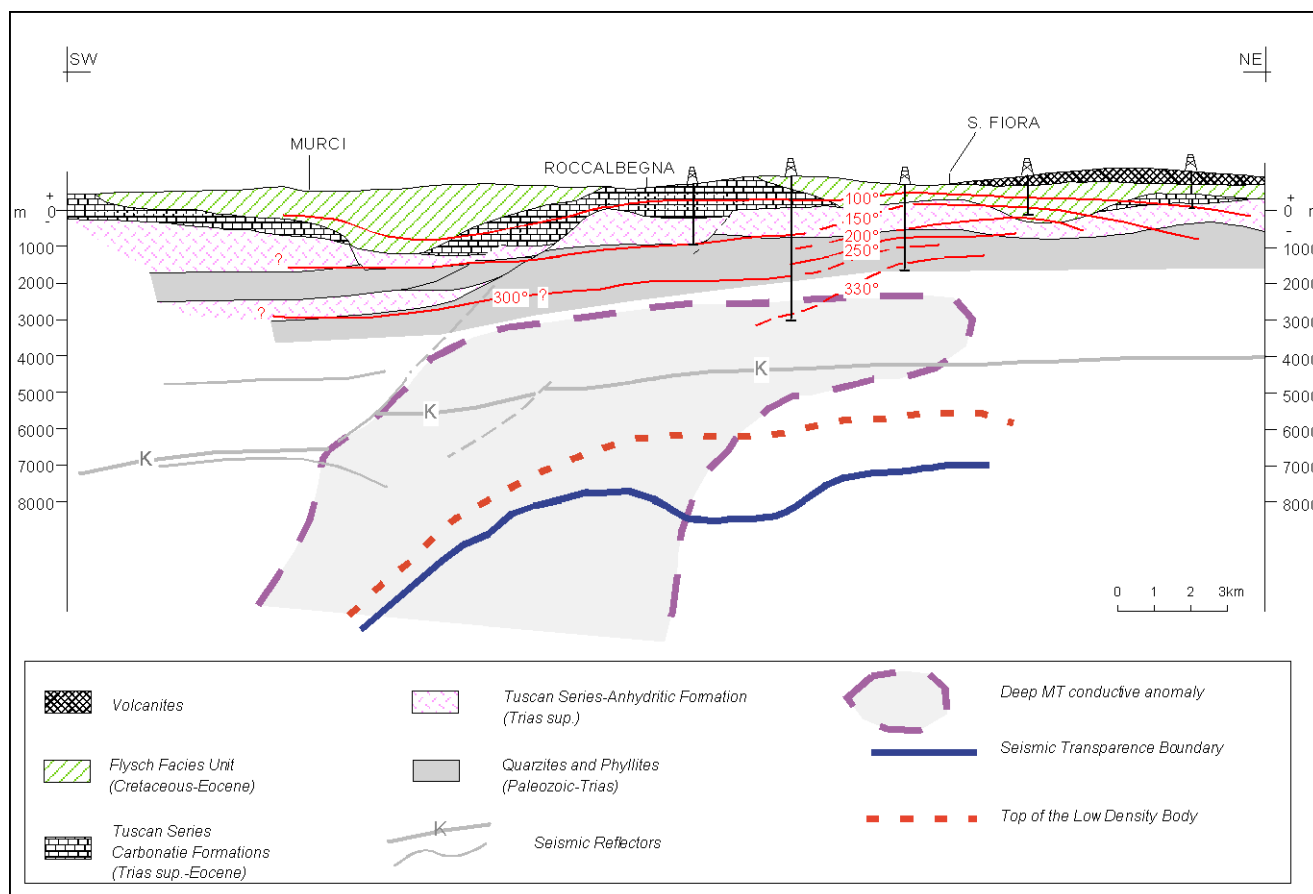 SW
NE
MURCI
ROCCALBEGNA
S. FIORA
+
m 0
-
1000
2000
3000
4000
5000
6000
7000
8000
+
0 m
-
1000
2000
3000
4000
5000
6000
7000
8000
100°
150°
200°
250°
330°
300° ?
?
?
K
K
K
0 1 2 3km
Volcanites
Flysch Facies Unit
(Cretaceous-Eocene)
Tuscan Series
Carbonatie Formations
(Trias sup.-Eocene)
Tuscan Series-Anhydritic Formation
(Trias sup.)
Quarzites and Phyllites
(Paleozoic-Trias)
K
Seismic Reflectors
Deep MT conductive anomaly
Seismic Transparence Boundary
Top of the Low Density Body